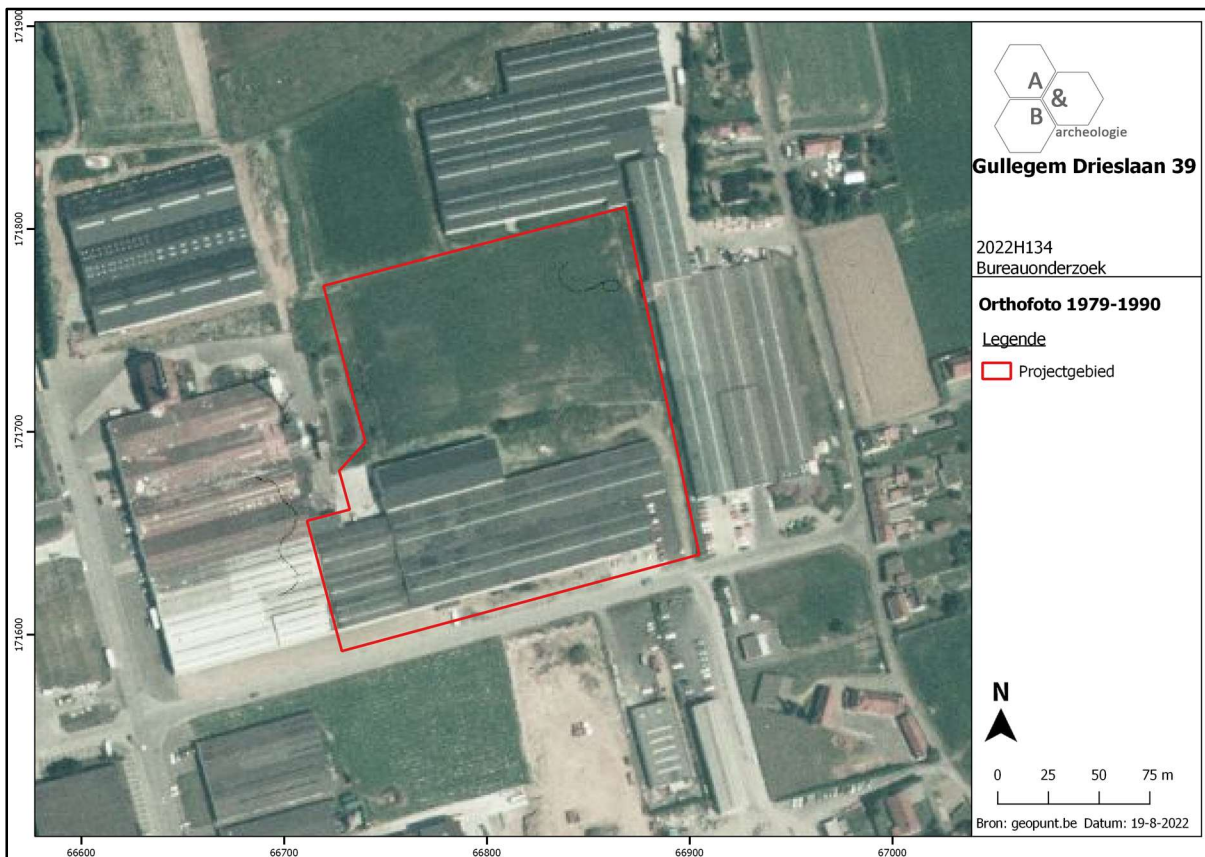 171900
171800
171700
171600
66600
66700
66800
66900
67000
A
&
B
archeologie
Gullegem Drieslaan 39
2022H134
Bureauonderzoek
Orthofoto 1979-1990
Legende
Projectgebied
N
0 25 50 75 m
Bron: geopunt.be Datum: 19-8-2022